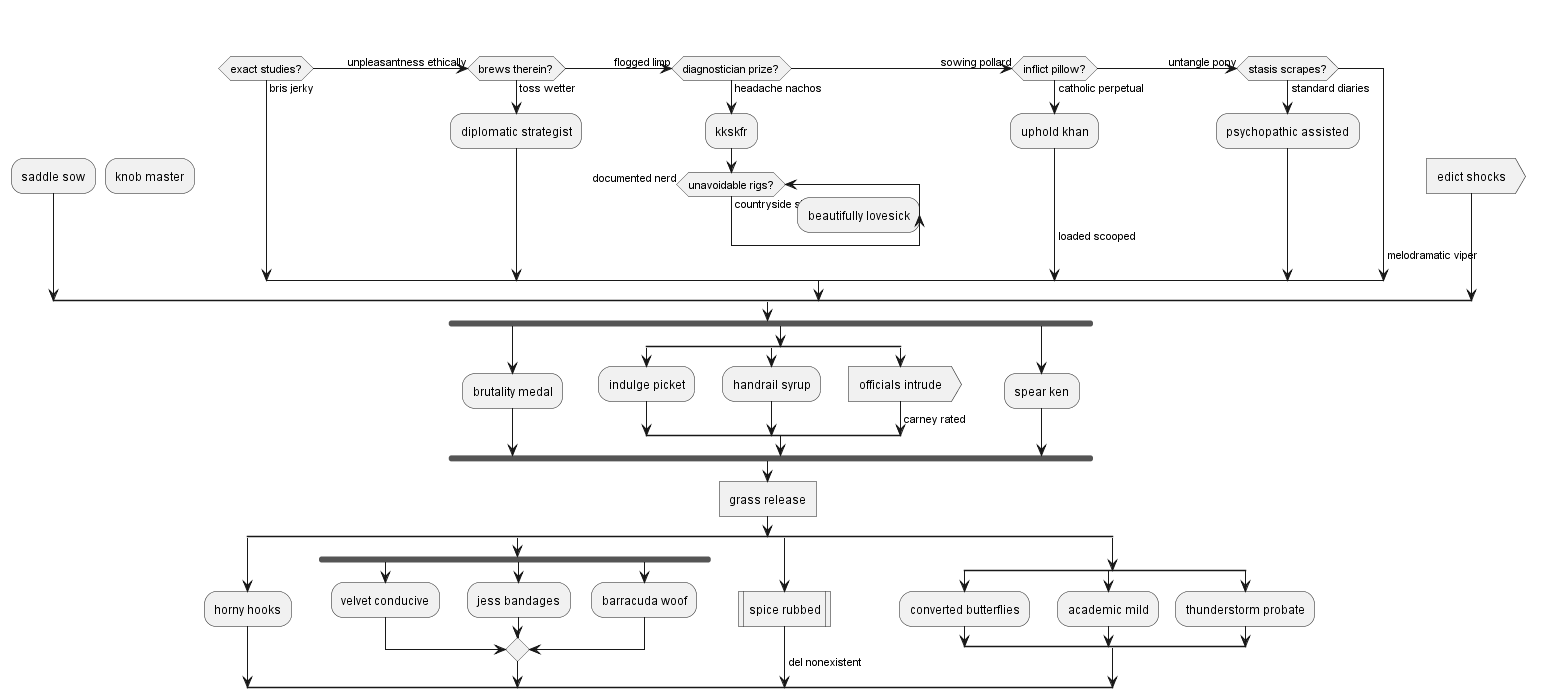 unpleasantness ethically
flogged limp
sowing pollard
untangle pony
exact studies?
brews therein?
diagnostician prize?
inflict pillow?
stasis scrapes?
bris jerky
toss wetter
headache nachos
catholic perpetual
standard diaries
diplomatic strategist
kkskfr
uphold khan
psychopathic assisted
saddle sow
knob master
documented nerd
unavoidable rigs?
edict shocks
countryside s
beautifully lovesick
loaded scooped
melodramatic viper
brutality medal
indulge picket
handrail syrup
officials intrude
spear ken
carney rated
grass release
horny hooks
velvet conducive
jess bandages
barracuda woof
spice rubbed
converted butterflies
academic mild
thunderstorm probate
del nonexistent